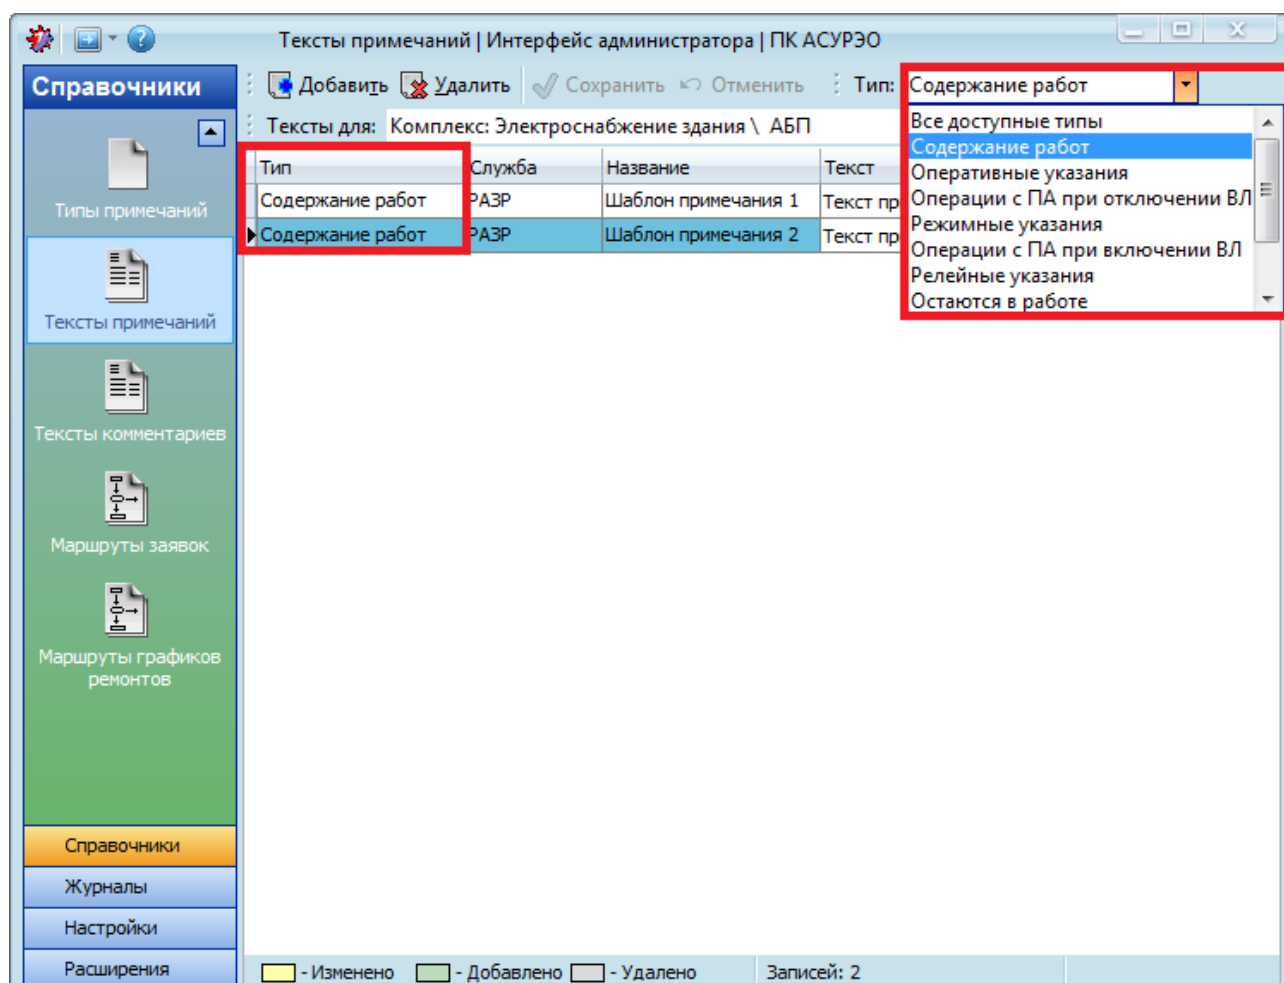 Тексты примечаний | Интерфейс администратора | ПК АСУРЭО
Справочники
Добавить Удалить Сохранить Отменить Тип: Содержание работ
Тексты для: Комплекс: Электроснабжение здания \ АБП
Все доступные типы
Содержание работ
Оперативные указания
Операции с ПА при отключении ВЛ
Режимные указания
Операции с ПА при включении ВЛ
Релейные указания
Остаются в работе
Тип Служба Название Текст
Содержание работ РАЗР Шаблон примечания 1 Текст пр
Содержание работ РАЗР Шаблон примечания 2 Текст пр
Типы примечаний
Тексты примечаний
Тексты комментариев
Маршруты заявок
Маршруты графиков
ремонтов
Справочники
Журналы
Настройки
Расширения
- Изменено - Добавлено - Удалено Записей: 2